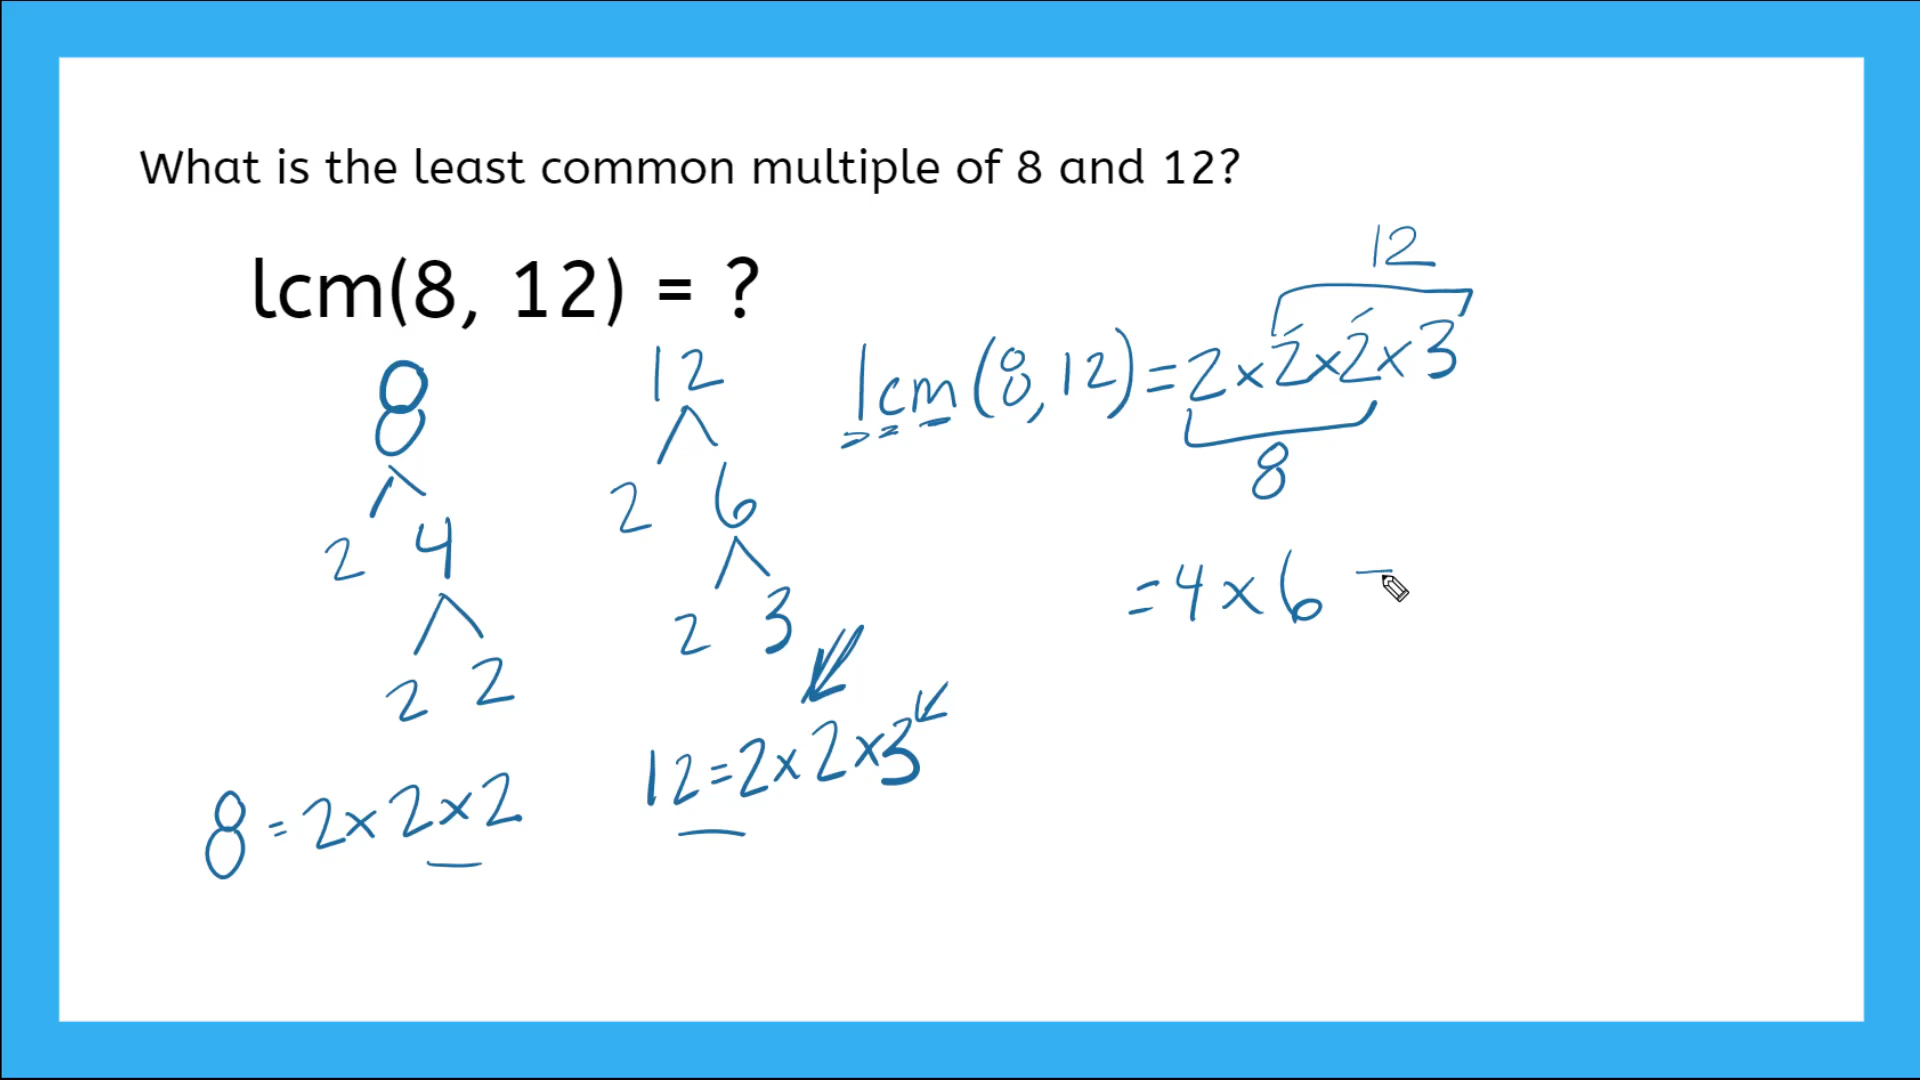 What is the least common multiple of 8 and 12?
lcm(8, 12) = ?
8
2 4
2 2
8 = 2 x 2 x 2
12
2 6
2 3
12 = 2 x 2 x 3
12
lcm(8,12) = 2 x 2 x 2 x 3
8
= 4 x 6